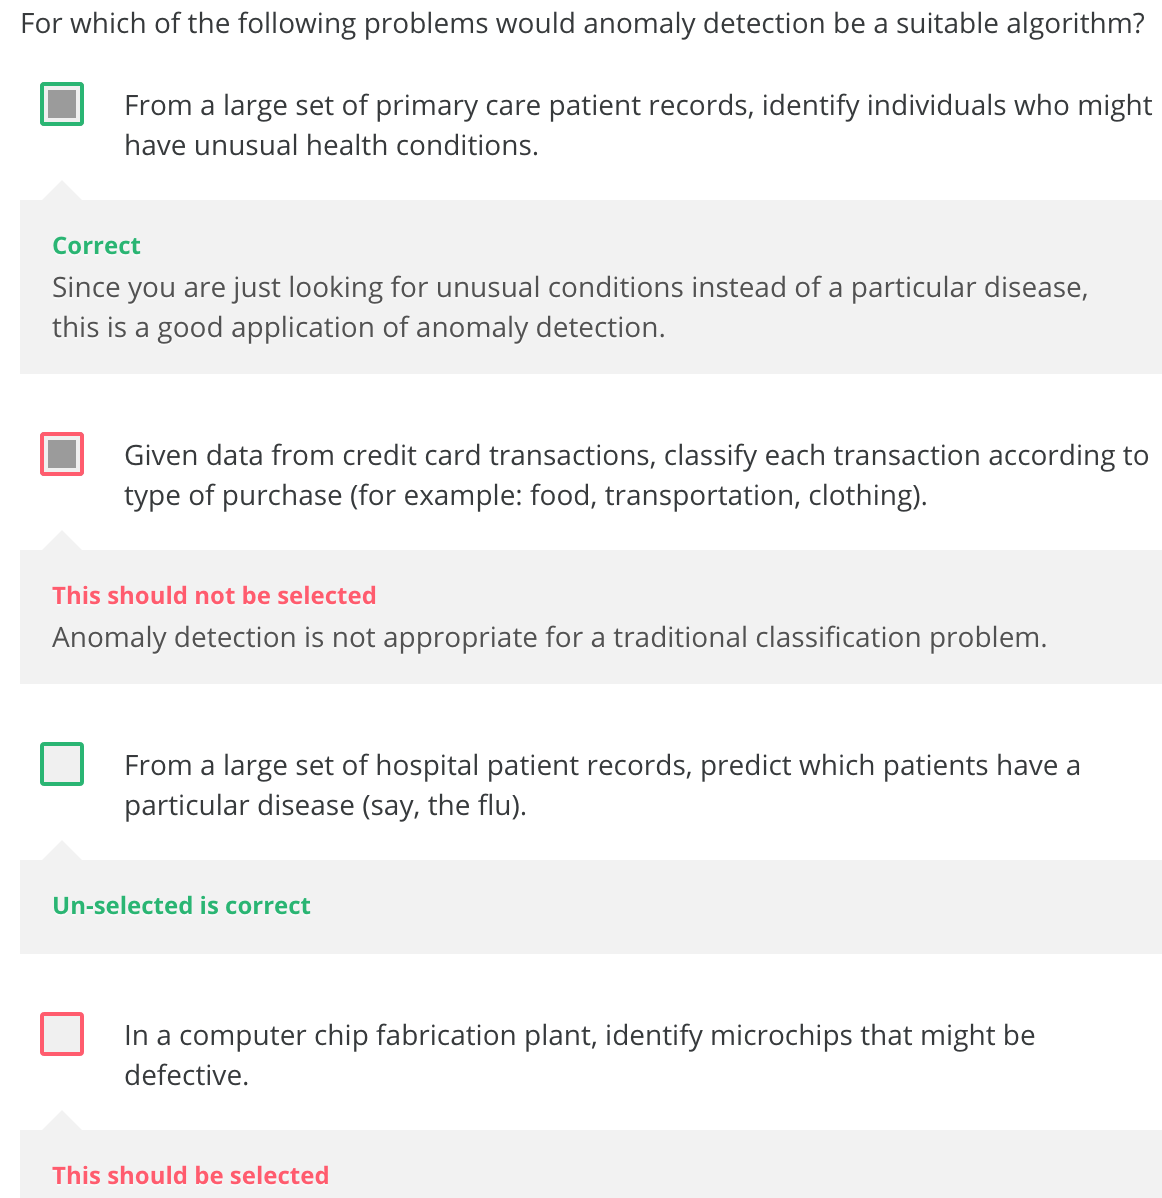 For which of the following problems would anomaly detection be a suitable algorithm?
From a large set of primary care patient records, identify individuals who might
have unusual health conditions.
Correct
Since you are just looking for unusual conditions instead of a particular disease,
this is a good application of anomaly detection.
Given data from credit card transactions, classify each transaction according to
type of purchase (for example: food, transportation, clothing).
This should not be selected
Anomaly detection is not appropriate for a traditional classification problem.
From a large set of hospital patient records, predict which patients have a
particular disease (say, the flu).
Un-selected is correct
In a computer chip fabrication plant, identify microchips that might be
defective.
This should be selected